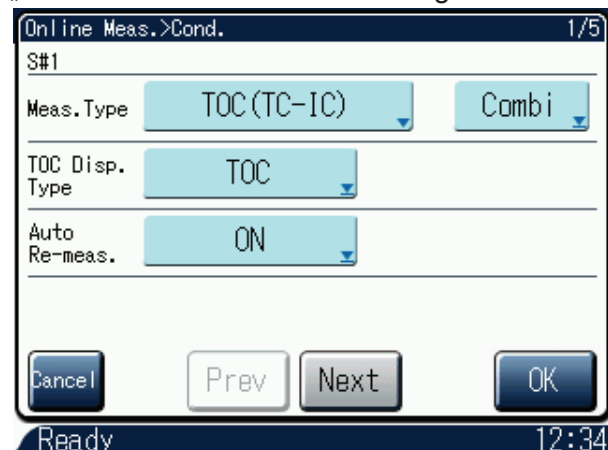 Online Meas.>Cond. 1/5
S#1
Meas.Type TOC(TC-IC) Combi
TOC Disp.
Type TOC
Auto
Re-meas. ON
Cancel Prev Next OK
Ready 12:34